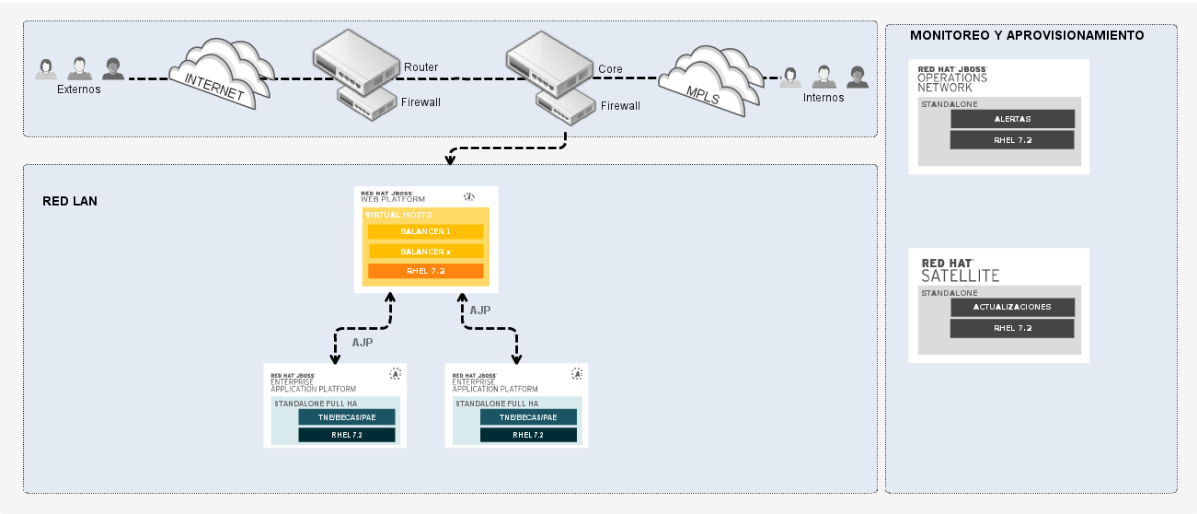 Externos
INTERNET
Router
Firewall
Core
Firewall
MPLS
Internos
RED LAN
RED HAT JBOSS
WEB PLATFORM
VIRTUAL HOSTS
BALANCER 1
BALANCER 2
RHEL 7.2
AJP
AJP
RED HAT JBOSS
ENTERPRISE
APPLICATION PLATFORM
STANDALONE FULL HA
TNE/BECAS/PAE
RHEL 7.2
RED HAT JBOSS
ENTERPRISE
APPLICATION PLATFORM
STANDALONE FULL HA
TNE/BECAS/PAE
RHEL 7.2
MONITOREO Y APROVISIONAMIENTO
RED HAT JBOSS
OPERATIONS
NETWORK
STANDALONE
ALERTAS
RHEL 7.2
RED HAT
SATELLITE
STANDALONE
ACTUALIZACIONES
RHEL 7.2